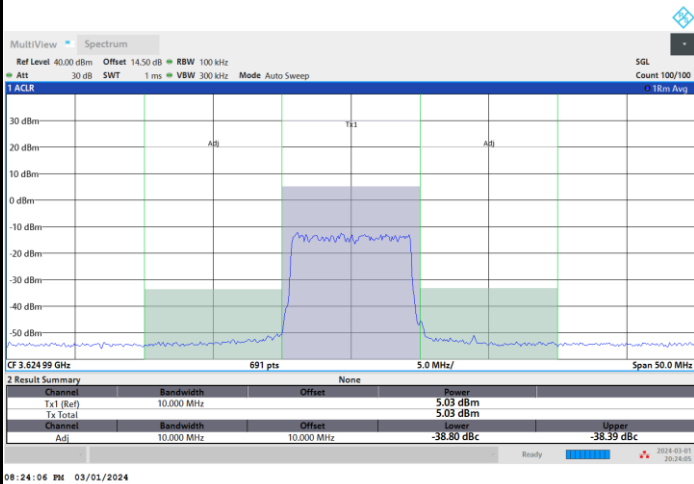 MultiView Spectrum
Ref Level 40.00 dBm Offset 14.50 dB RBW 100 kHz SGL
Att 30 dB SWT 1 ms VBW 300 kHz Mode Auto Sweep Count 100/100
1 ACLR 1Rm Avg
30 dBm
Tx1
20 dBm
Adj Adj
10 dBm
0 dBm
-10 dBm
-20 dBm
-30 dBm
-40 dBm
-50 dBm
CF 3.624 99 GHz 691 pts 5.0 MHz/ Span 50.0 MHz
2 Result Summary None
Channel Bandwidth Offset Power
Tx1 (Ref) 10.000 MHz 5.03 dBm
Tx Total 5.03 dBm
Channel Bandwidth Offset Lower Upper
Adj 10.000 MHz 10.000 MHz -38.80 dBc -38.39 dBc
Ready 2024-03-01
20:24:05
08:24:06 PM 03/01/2024